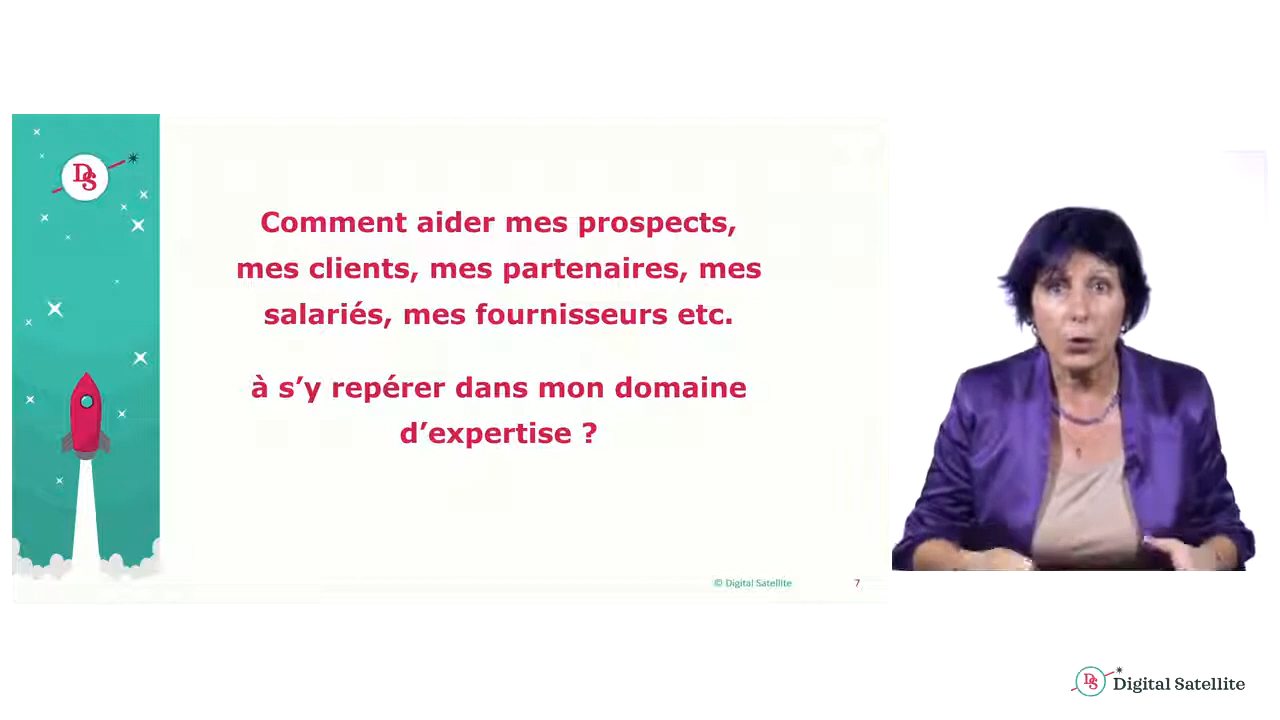 DS
Comment aider mes prospects,
mes clients, mes partenaires, mes
salariés, mes fournisseurs etc.
à s’y repérer dans mon domaine
d’expertise ?
© Digital Satellite
7
DS Digital Satellite